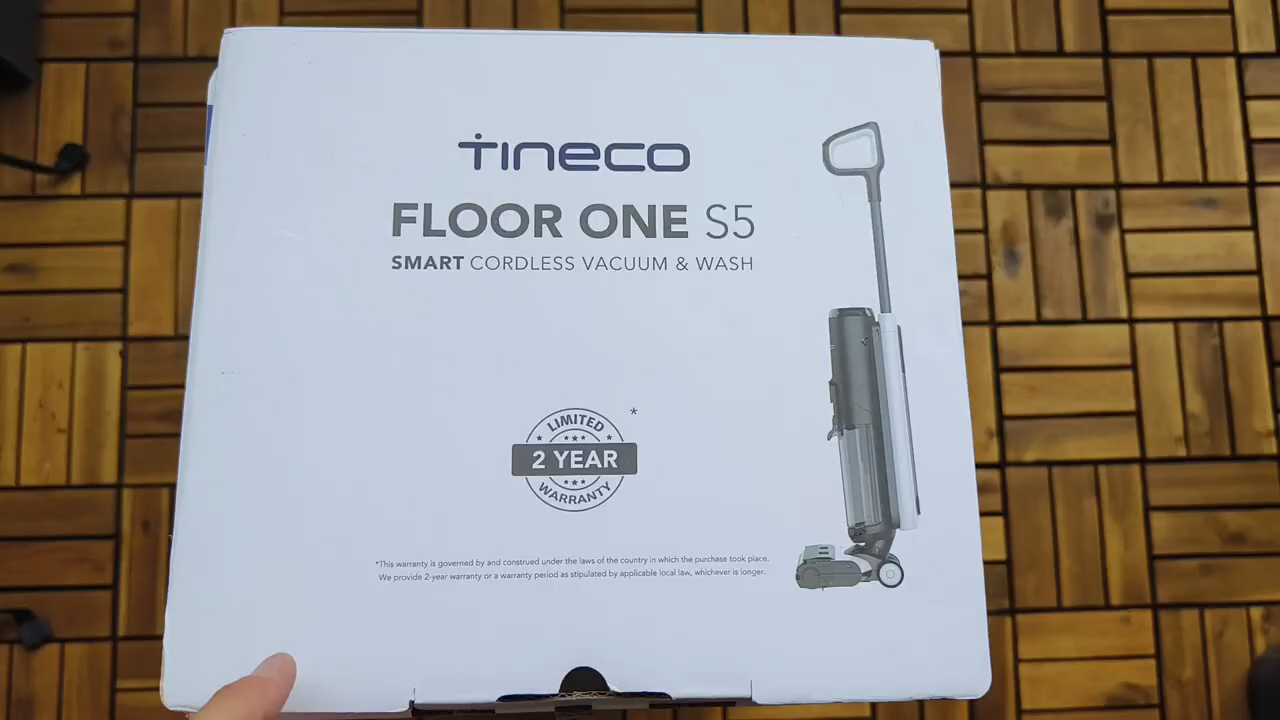 tineco
FLOOR ONE S5
SMART CORDLESS VACUUM & WASH
LIMITED *
2 YEAR
WARRANTY
*This warranty is governed by and construed under the laws of the country in which the purchase took place.
We provide 2-year warranty or a warranty period as stipulated by applicable local law, whichever is longer.